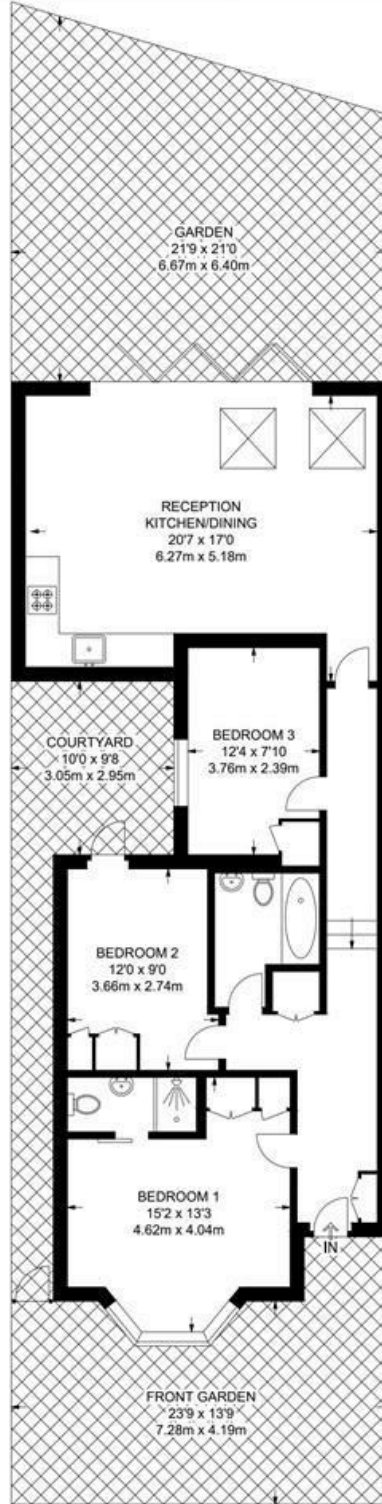 GARDEN
21'9 x 21'0
6.67m x 6.40m
RECEPTION
KITCHEN/DINING
20'7 x 17'0
6.27m x 5.18m
BEDROOM 3
12'4 x 7'10
3.76m x 2.39m
COURTYARD
10'0 x 9'8
3.05m x 2.95m
BEDROOM 2
12'0 x 9'0
3.66m x 2.74m
BEDROOM 1
15'2 x 13'3
4.62m x 4.04m
IN
FRONT GARDEN
23'9 x 13'9
7.28m x 4.19m